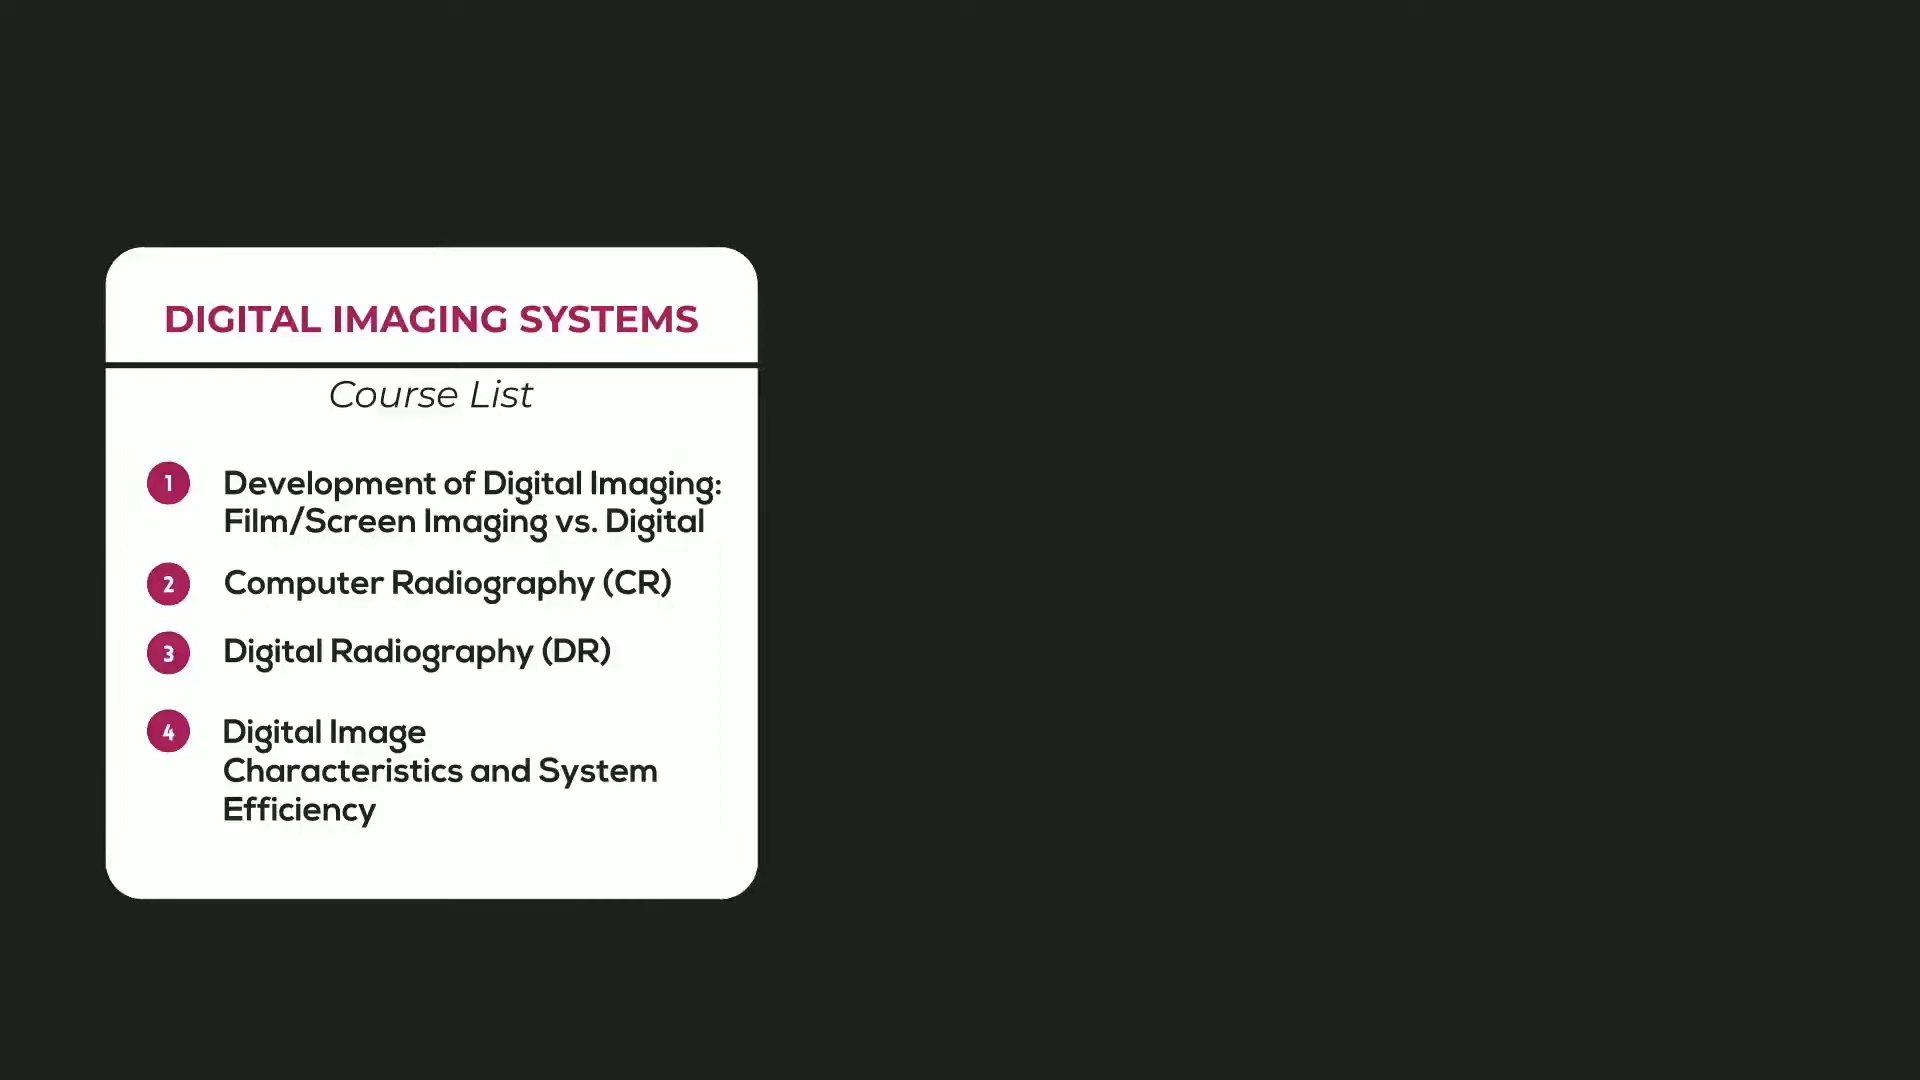 DIGITAL IMAGING SYSTEMS
Course List
1 Development of Digital Imaging:
Film/Screen Imaging vs. Digital
2 Computer Radiography (CR)
3 Digital Radiography (DR)
4 Digital Image
Characteristics and System
Efficiency